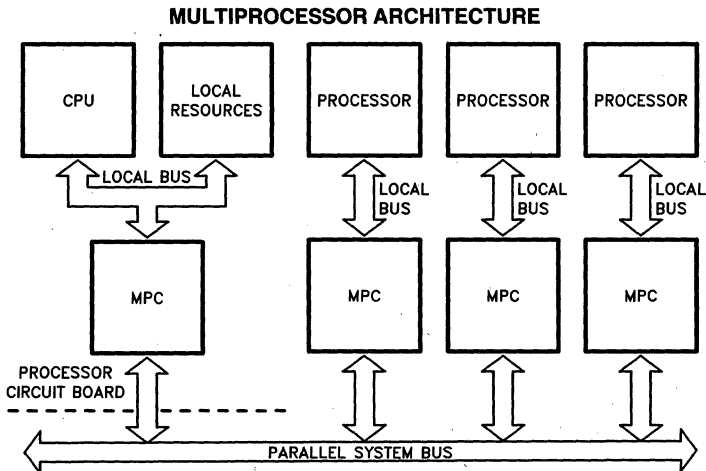 MULTIPROCESSOR ARCHITECTURE
CPU
LOCAL
RESOURCES
PROCESSOR
PROCESSOR
PROCESSOR
LOCAL BUS
LOCAL
BUS
LOCAL
BUS
LOCAL
BUS
MPC
MPC
MPC
MPC
PROCESSOR
CIRCUIT BOARD
PARALLEL SYSTEM BUS